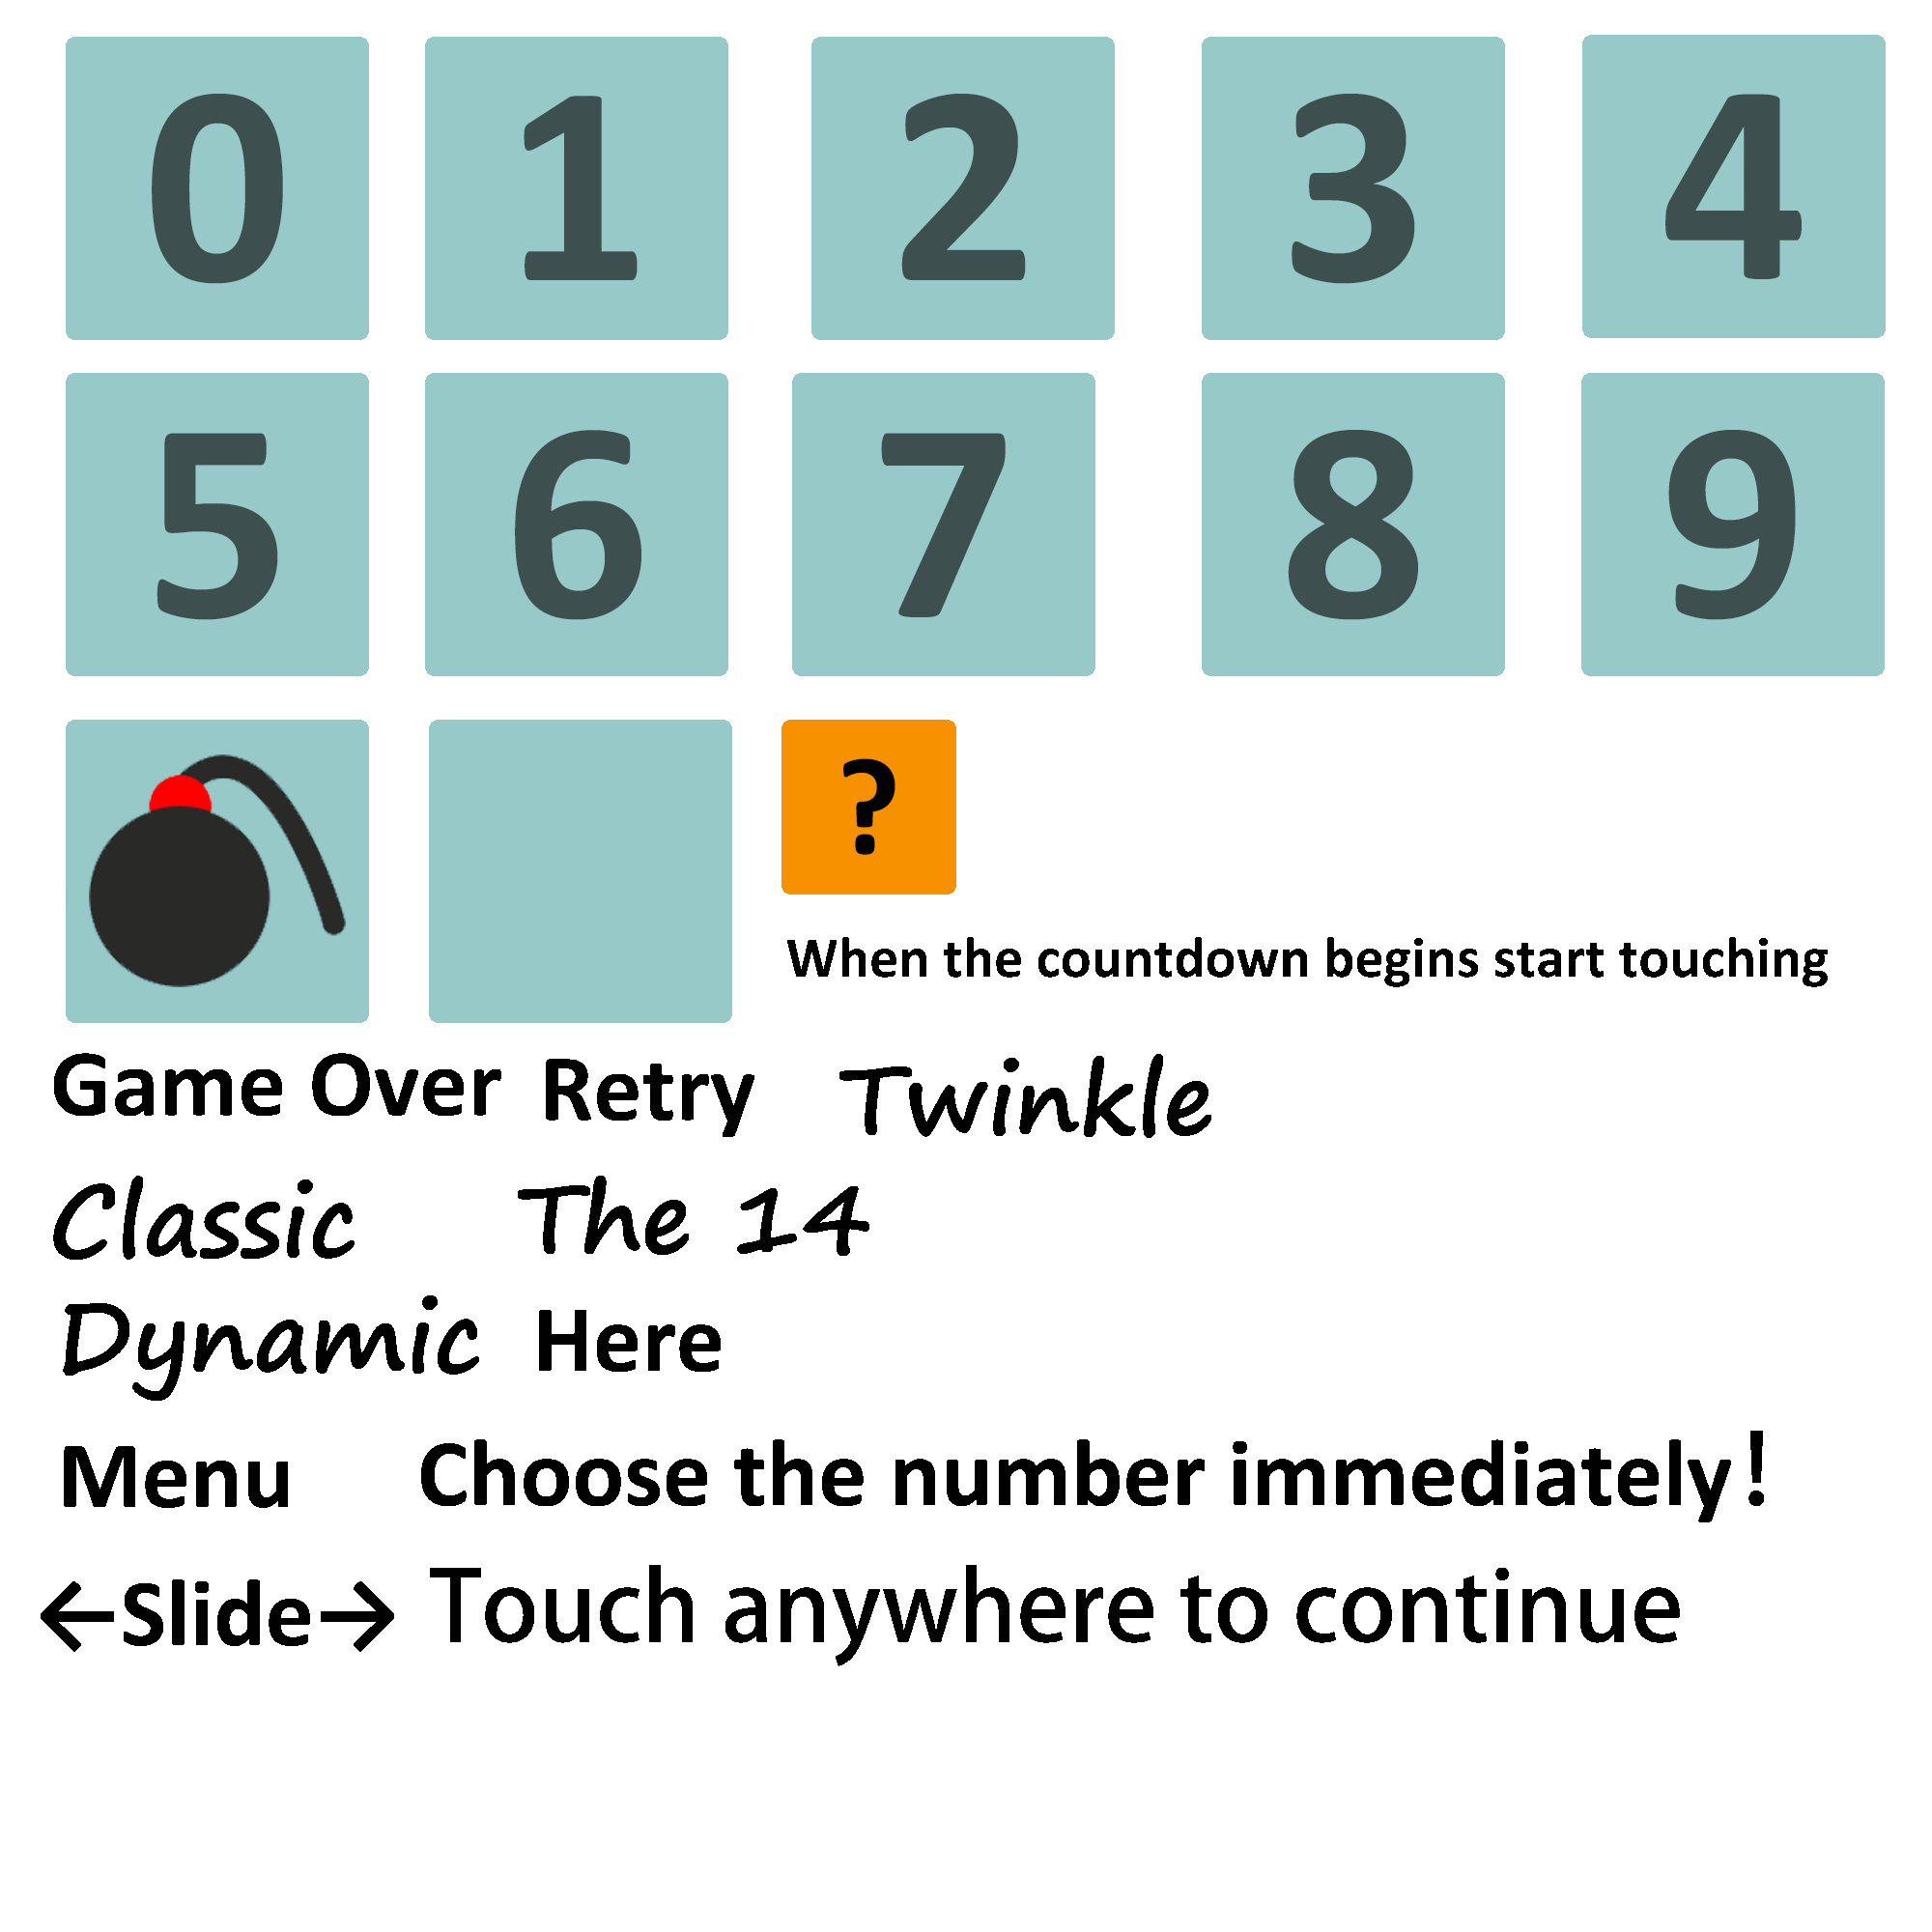 0 1 2 3 4
5 6 7 8 9
?
When the countdown begins start touching
Game Over Retry Twinkle
Classic The 14
Dynamic Here
Menu Choose the number immediately!
←Slide→ Touch anywhere to continue